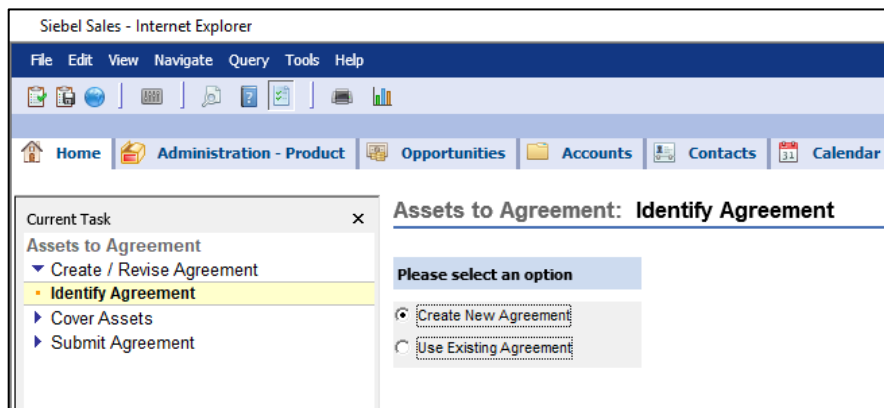 Siebel Sales - Internet Explorer
File Edit View Navigate Query Tools Help
Home Administration - Product Opportunities Accounts Contacts 31 Calendar
Current Task x
Assets to Agreement: Identify Agreement
Assets to Agreement
Create / Revise Agreement
Identify Agreement
Cover Assets
Submit Agreement
Please select an option
Create New Agreement
Use Existing Agreement